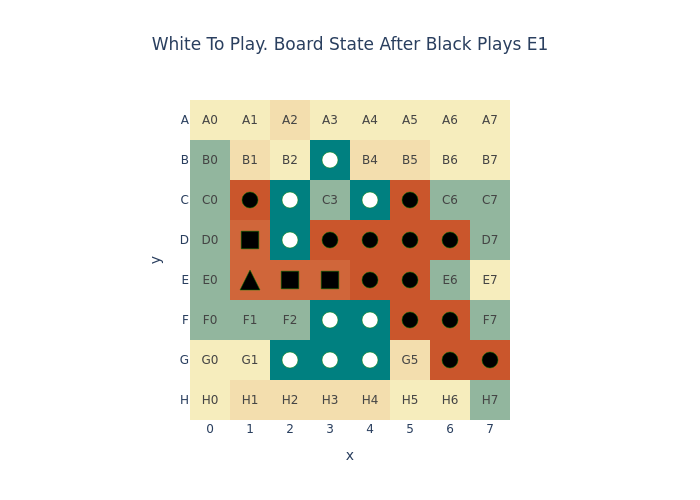 White To Play. Board State After Black Plays E1
A A0 A1 A2 A3 A4 A5 A6 A7
B B0 B1 B2 B4 B5 B6 B7
C C0 C3 C6 C7
D D0 D7
E E0 E6 E7
F F0 F1 F2 F7
G G0 G1 G5
H H0 H1 H2 H3 H4 H5 H6 H7
0 1 2 3 4 5 6 7
x
y